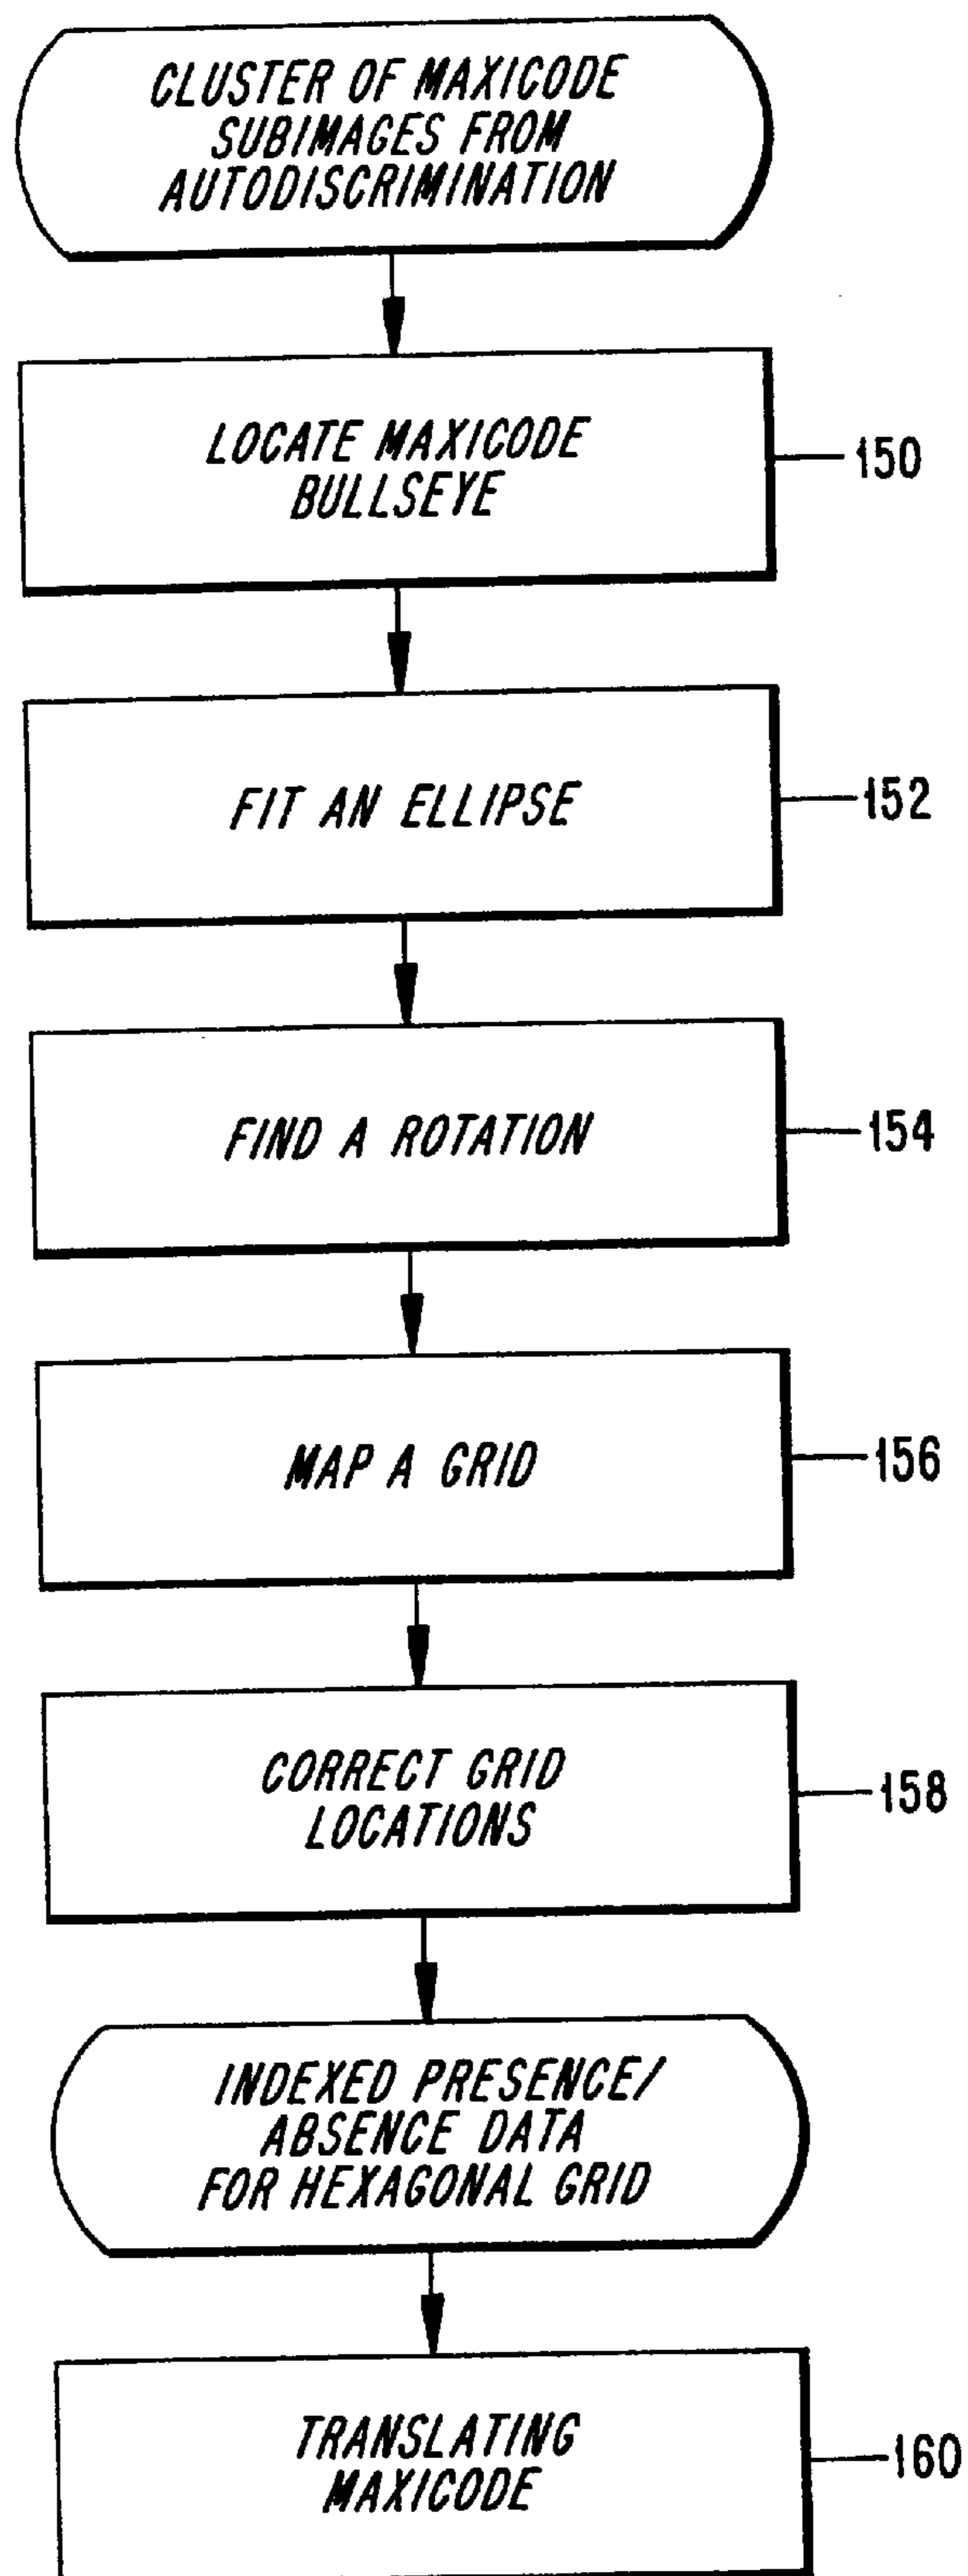 CLUSTER OF MAXICODE
SUBIMAGES FROM
AUTODISCRIMINATION
LOCATE MAXICODE
BULLSEYE
150
FIT AN ELLIPSE
152
FIND A ROTATION
154
MAP A GRID
156
CORRECT GRID
LOCATIONS
158
INDEXED PRESENCE/
ABSENCE DATA
FOR HEXAGONAL GRID
TRANSLATING
MAXICODE
160